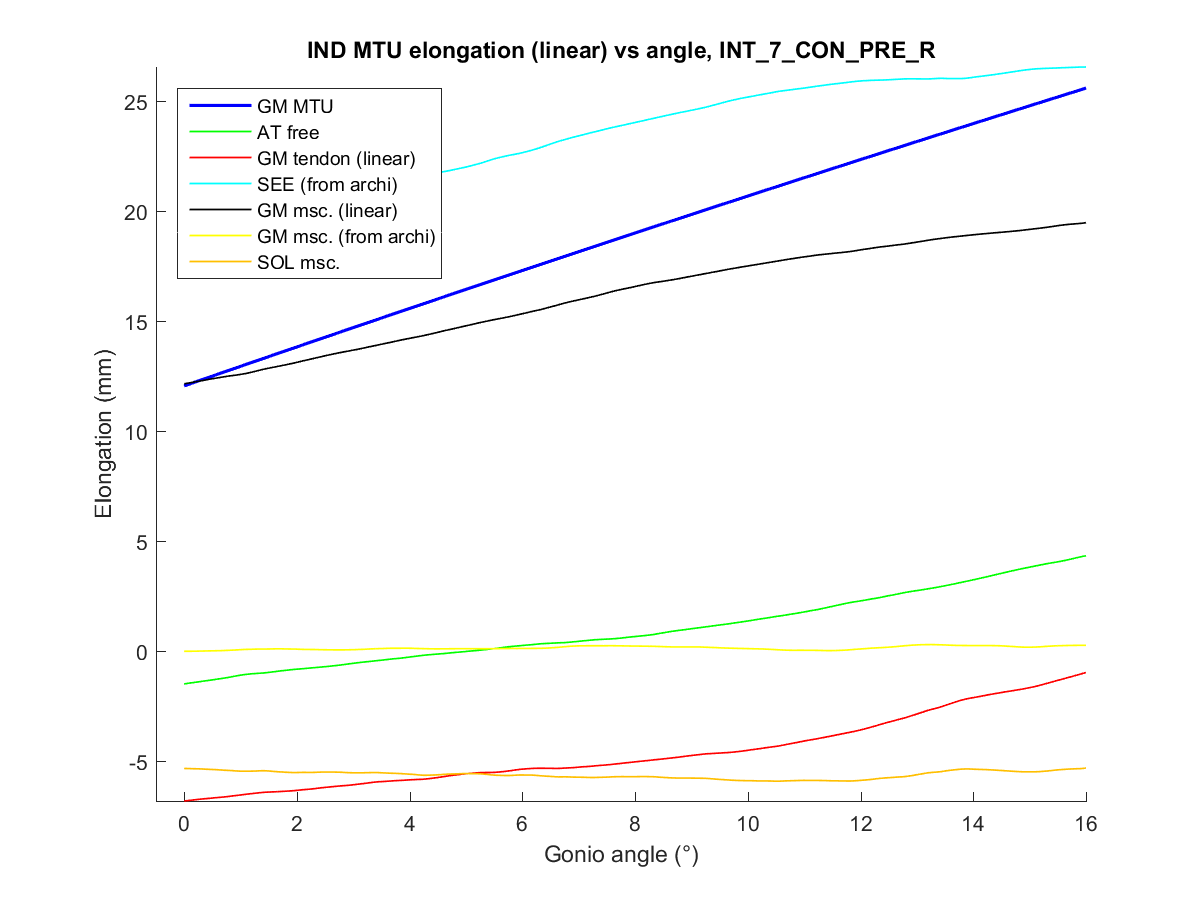 IND MTU elongation (linear) vs angle, INT_7_CON_PRE_R
25
20
15
10
5
0
-5
Elongation (mm)
GM MTU
AT free
GM tendon (linear)
SEE (from archi)
GM msc. (linear)
GM msc. (from archi)
SOL msc.
0 2 4 6 8 10 12 14 16
Gonio angle (°)